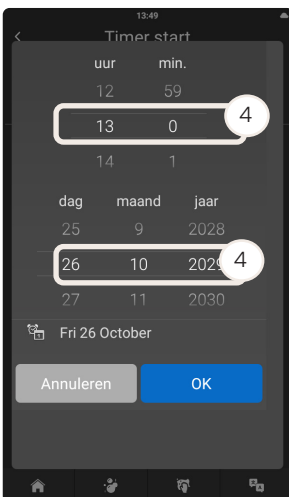 13:49
Timer start
uur min.
12 59
13 0
4
14 1
dag maand jaar
25 9 2028
26 10 2029
4
27 11 2030
Fri 26 October
Annuleren OK